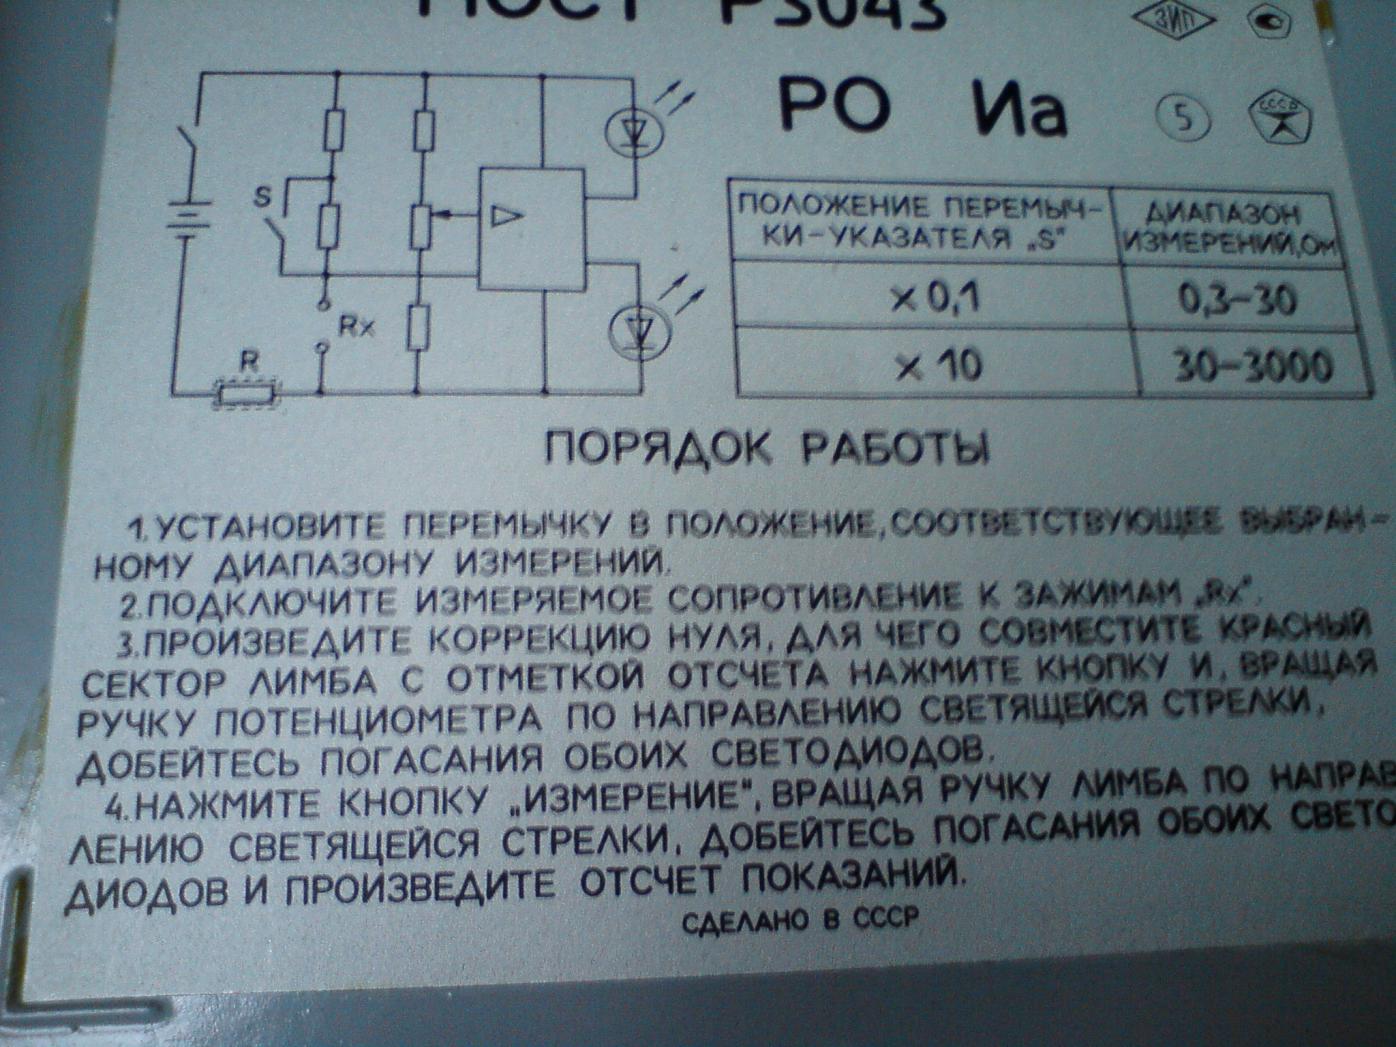 МОСТ Р3043
ЗИП
РО Иа
5
СССР
S
Rx
R
ПОЛОЖЕНИЕ ПЕРЕМЫЧ-
КИ-УКАЗАТЕЛЯ „S"
ДИАПАЗОН
ИЗМЕРЕНИЙ,Ом
× 0,1
0,3-30
× 10
30-3000
ПОРЯДОК РАБОТЫ
1. УСТАНОВИТЕ ПЕРЕМЫЧКУ В ПОЛОЖЕНИЕ, СООТВЕТСТВУЮЩЕЕ ВЫБРАН-
НОМУ ДИАПАЗОНУ ИЗМЕРЕНИЙ.
2. ПОДКЛЮЧИТЕ ИЗМЕРЯЕМОЕ СОПРОТИВЛЕНИЕ К ЗАЖИМАМ „Rx".
3. ПРОИЗВЕДИТЕ КОРРЕКЦИЮ НУЛЯ, ДЛЯ ЧЕГО СОВМЕСТИТЕ КРАСНЫЙ
СЕКТОР ЛИМБА С ОТМЕТКОЙ ОТСЧЕТА НАЖМИТЕ КНОПКУ И, ВРАЩАЯ
РУЧКУ ПОТЕНЦИОМЕТРА ПО НАПРАВЛЕНИЮ СВЕТЯЩЕЙСЯ СТРЕЛКИ,
ДОБЕЙТЕСЬ ПОГАСАНИЯ ОБОИХ СВЕТОДИОДОВ.
4. НАЖМИТЕ КНОПКУ „ИЗМЕРЕНИЕ", ВРАЩАЯ РУЧКУ ЛИМБА ПО НАПРАВ
ЛЕНИЮ СВЕТЯЩЕЙСЯ СТРЕЛКИ, ДОБЕЙТЕСЬ ПОГАСАНИЯ ОБОИХ СВЕТО
ДИОДОВ И ПРОИЗВЕДИТЕ ОТСЧЕТ ПОКАЗАНИЙ.
СДЕЛАНО В СССР